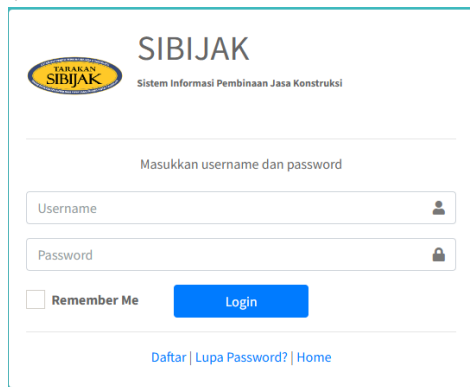 SIBIJAK
TARAKAN
SIBIJAK
Sistem Informasi Pembinaan Jasa Konstruksi
Masukkan username dan password
Username
Password
Remember Me
Login
Daftar | Lupa Password? | Home